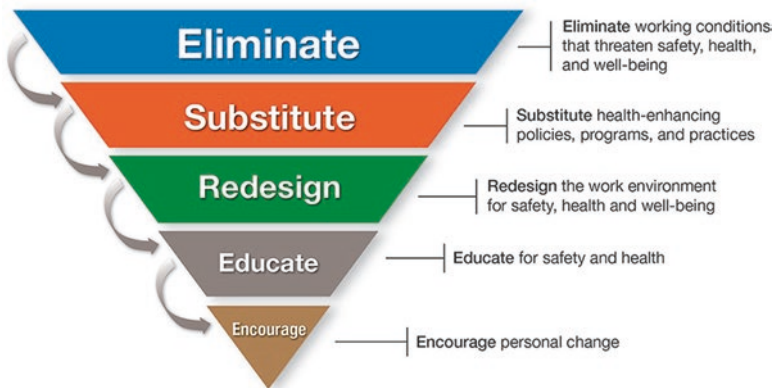 Eliminate
Eliminate working conditions
that threaten safety, health,
and well-being
Substitute
Substitute health-enhancing
policies, programs, and practices
Redesign
Redesign the work environment
for safety, health and well-being
Educate
Educate for safety and health
Encourage
Encourage personal change